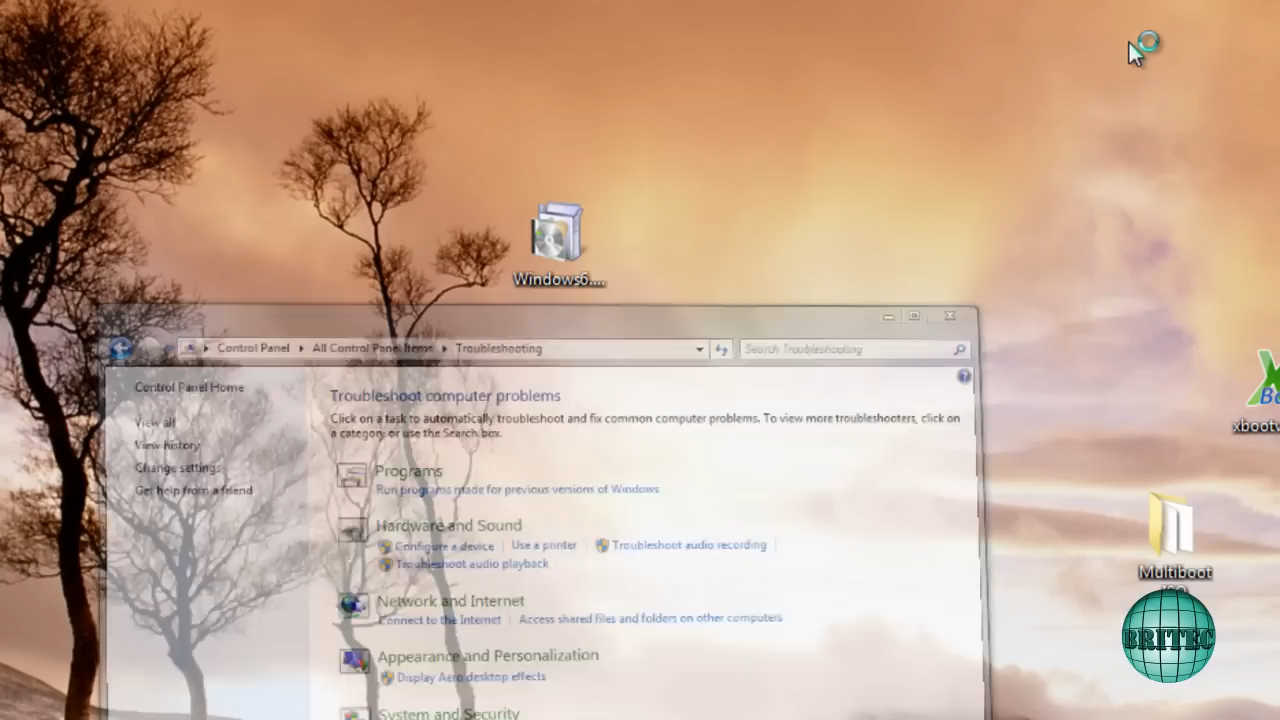 Windows6....
Control Panel
All Control Panel Items
Troubleshooting
Search Troubleshooting
Control Panel Home
View all
View history
Change settings
Get help from a friend
Troubleshoot computer problems
Click on a task to automatically troubleshoot and fix common computer problems. To view more troubleshooters, click on
a category or use the Search box.
Programs
Run programs made for previous versions of Windows
Hardware and Sound
Configure a device
Use a printer
Troubleshoot audio recording
Troubleshoot audio playback
Network and Internet
Connect to the Internet
Access shared files and folders on other computers
Appearance and Personalization
Display Aero desktop effects
System and Security
Multiboot
BRITEC